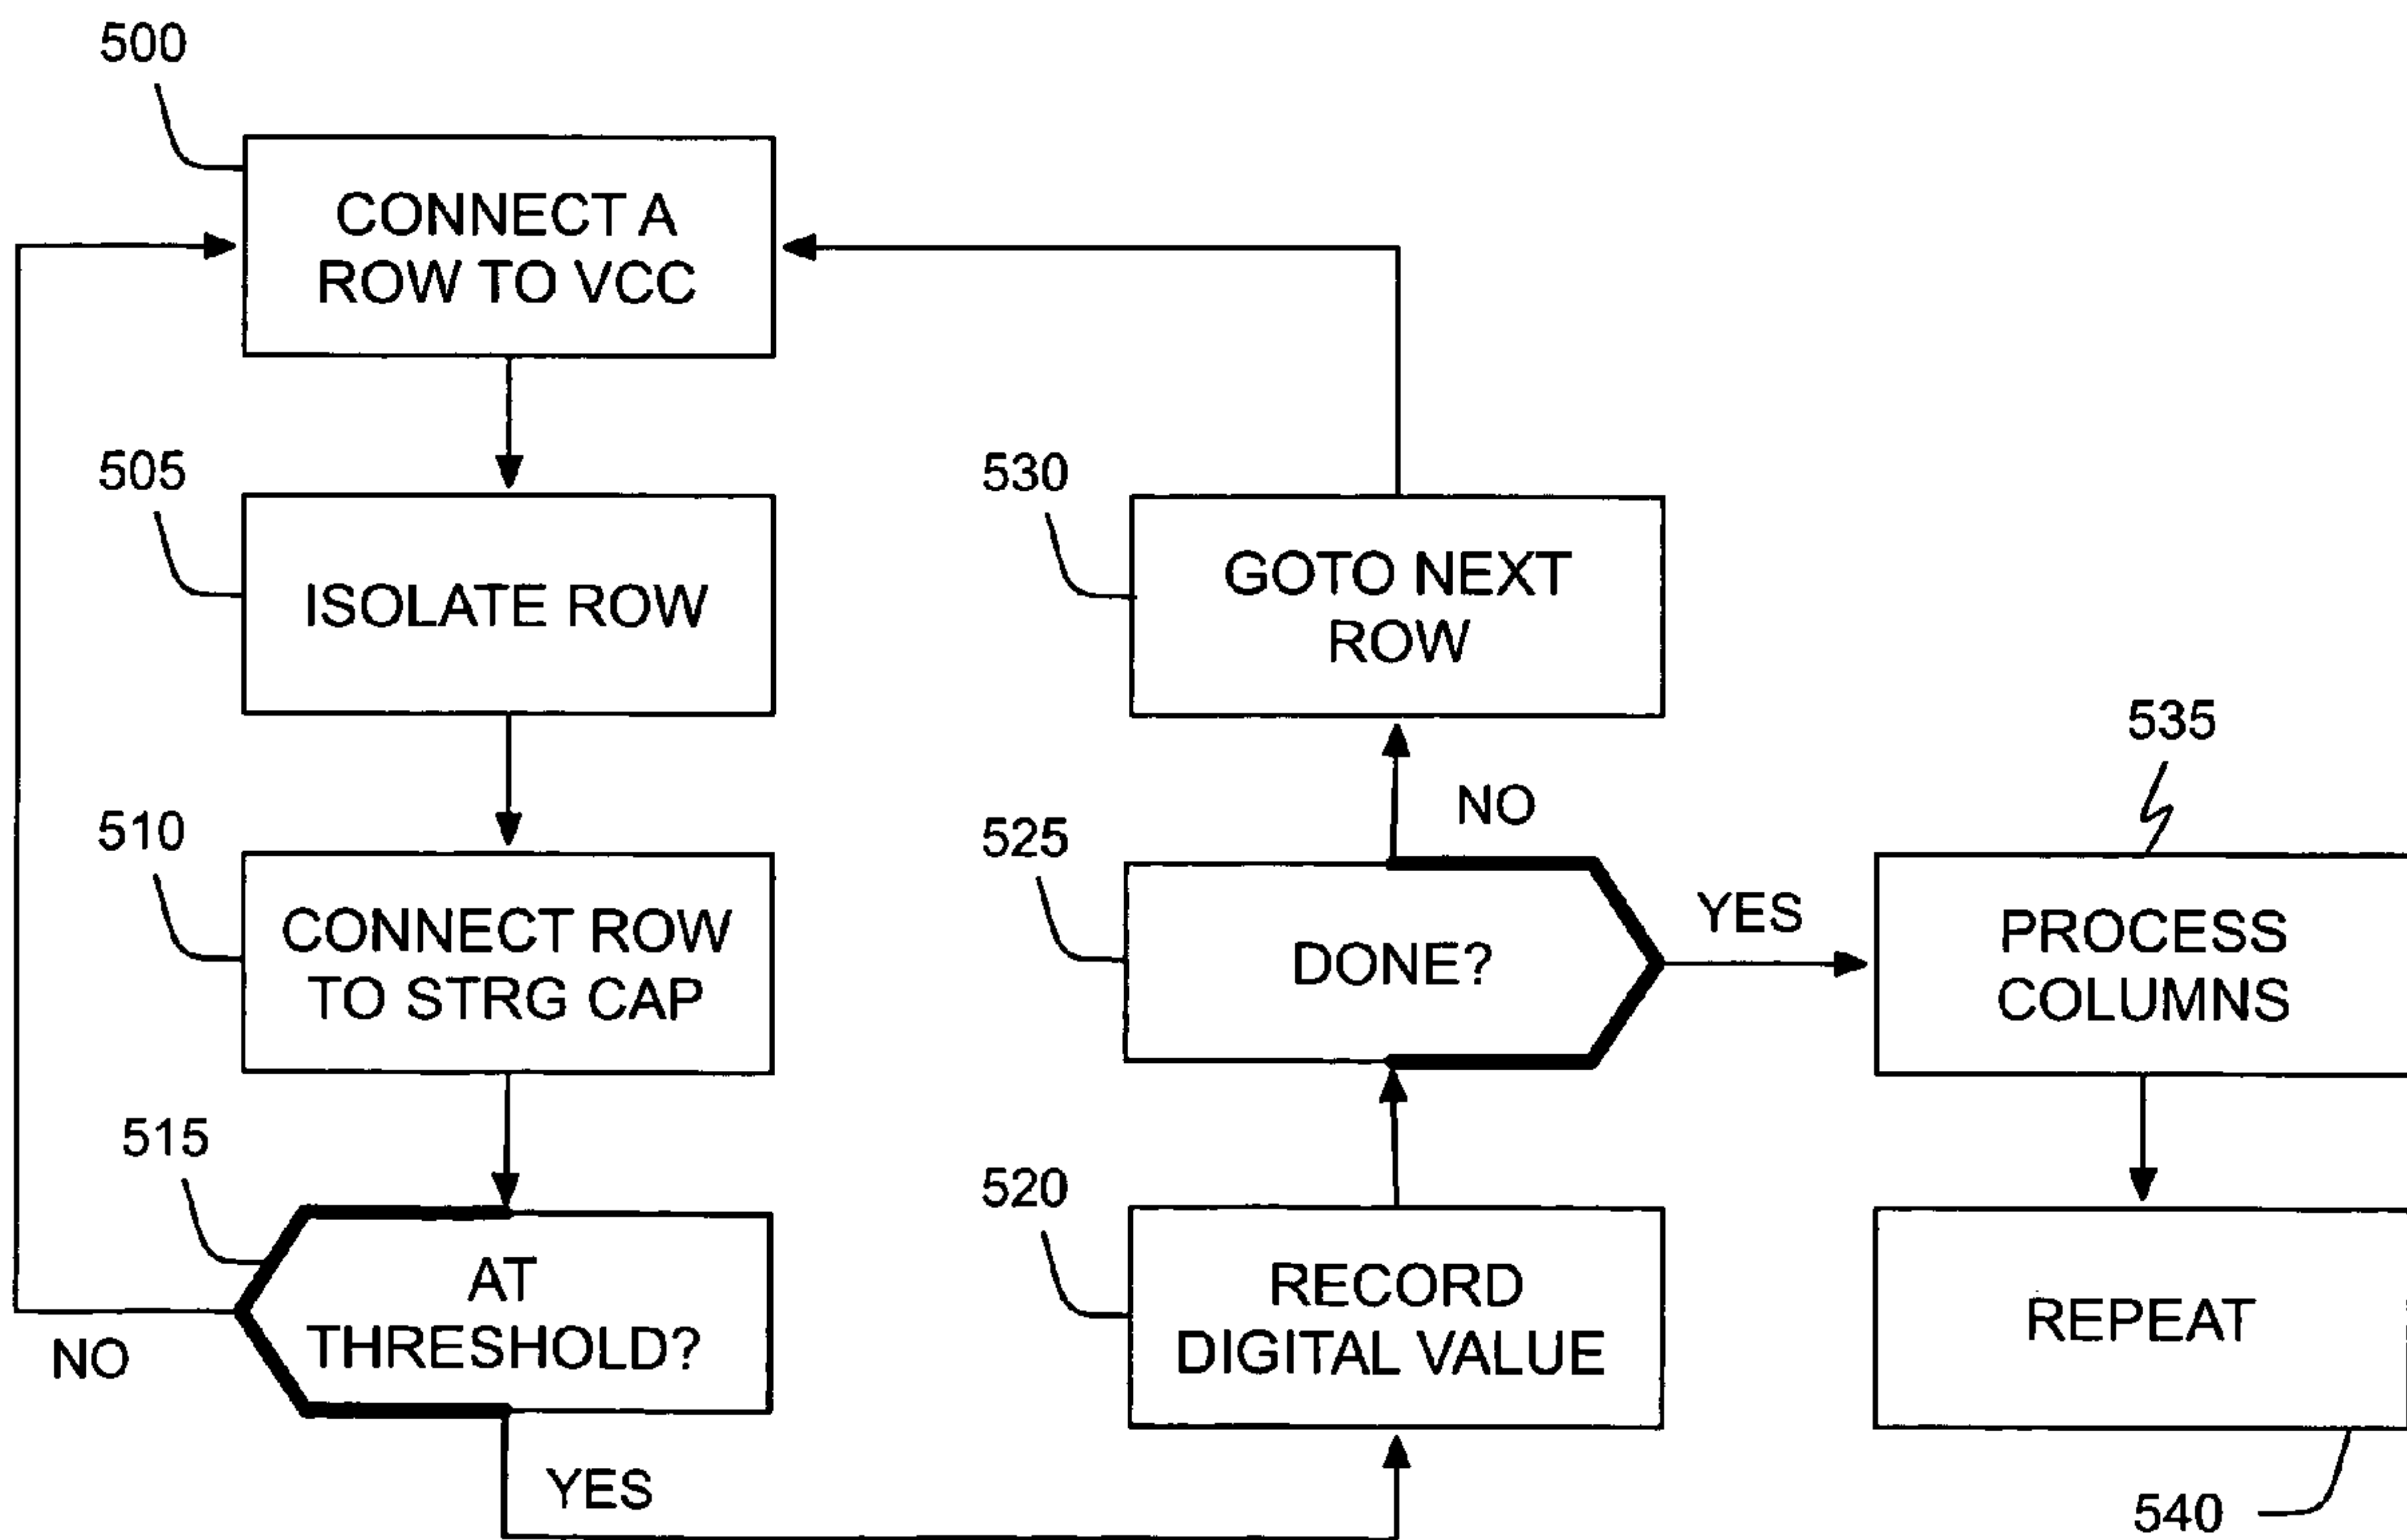 500
CONNECT A
ROW TO VCC
505
ISOLATE ROW
510
CONNECT ROW
TO STRG CAP
515
AT
THRESHOLD?
NO
YES
520
RECORD
DIGITAL VALUE
525
DONE?
NO
YES
530
GOTO NEXT
ROW
535
PROCESS
COLUMNS
REPEAT
540